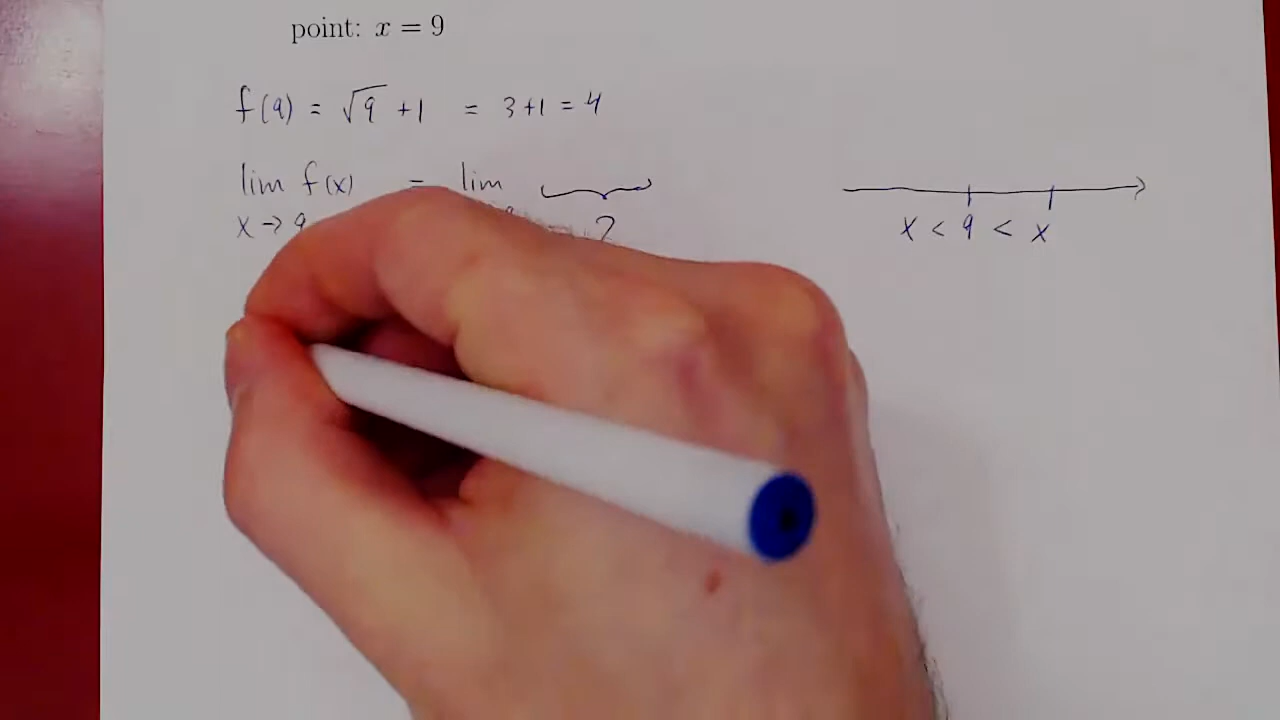 point: x = 9
f(9) = √9 + 1 = 3 + 1 = 4
lim f(x) = lim
x → 9 ?
x < 9 < x